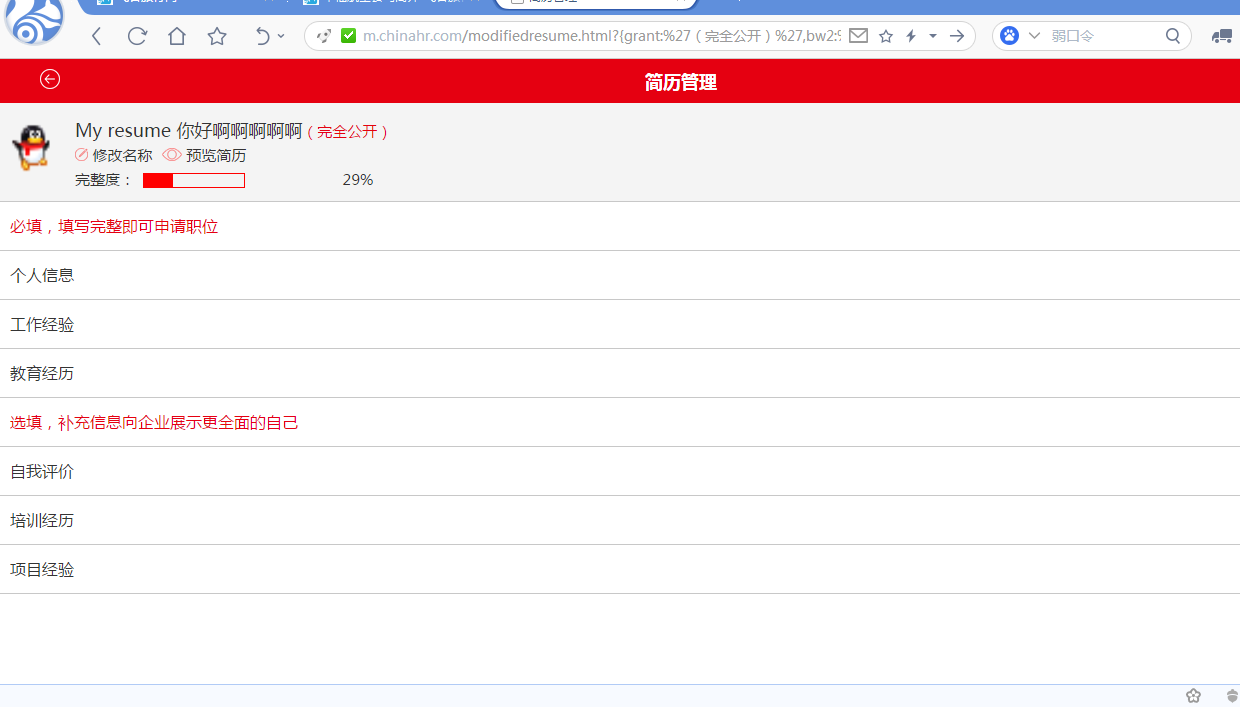 m.chinahr.com/modifiedresume.html?{grant:%27（完全公开）%27,bw2:9
弱口令
简历管理
My resume 你好啊啊啊啊啊（完全公开）
修改名称 预览简历
完整度： 29%
必填，填写完整即可申请职位
个人信息
工作经验
教育经历
选填，补充信息向企业展示更全面的自己
自我评价
培训经历
项目经验